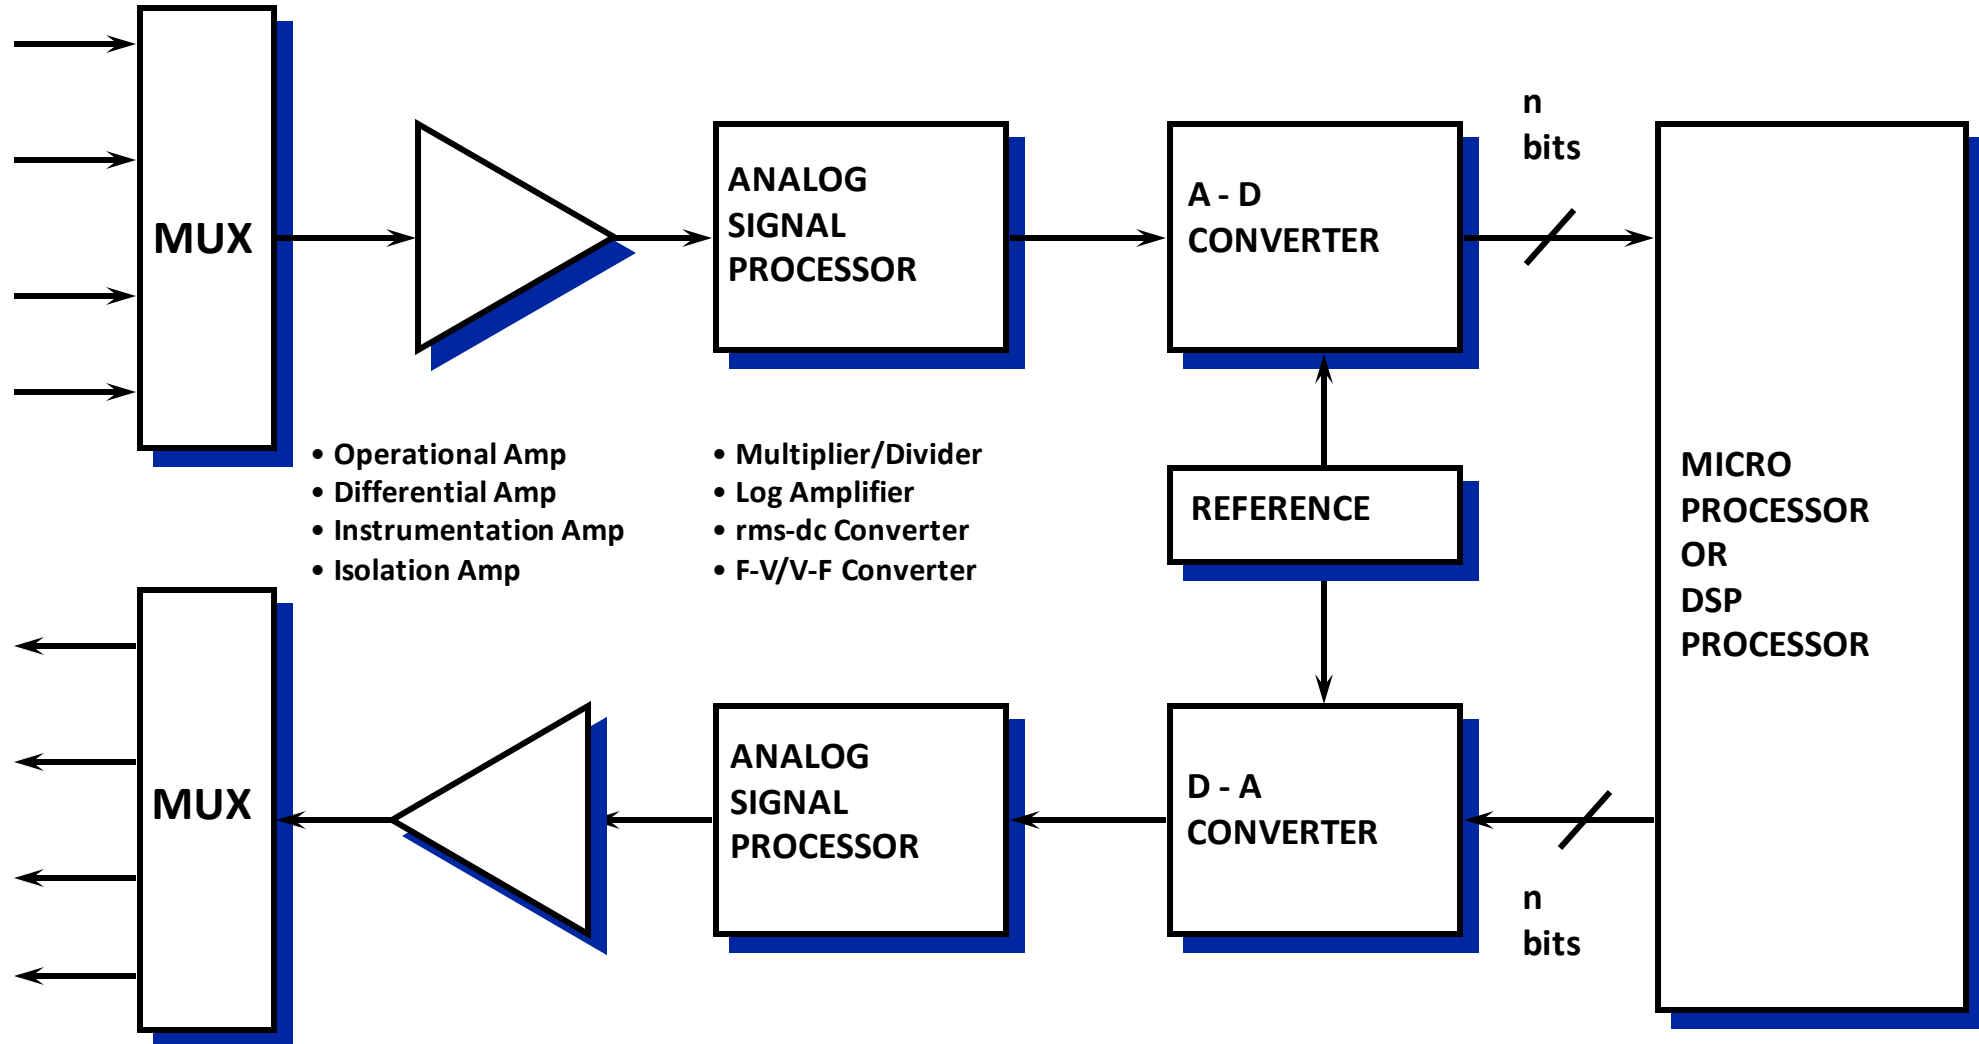 MUX
ANALOG
SIGNAL
PROCESSOR
A - D
CONVERTER
n
bits
• Operational Amp
• Differential Amp
• Instrumentation Amp
• Isolation Amp
• Multiplier/Divider
• Log Amplifier
• rms-dc Converter
• F-V/V-F Converter
REFERENCE
MICRO
PROCESSOR
OR
DSP
PROCESSOR
MUX
ANALOG
SIGNAL
PROCESSOR
D - A
CONVERTER
n
bits